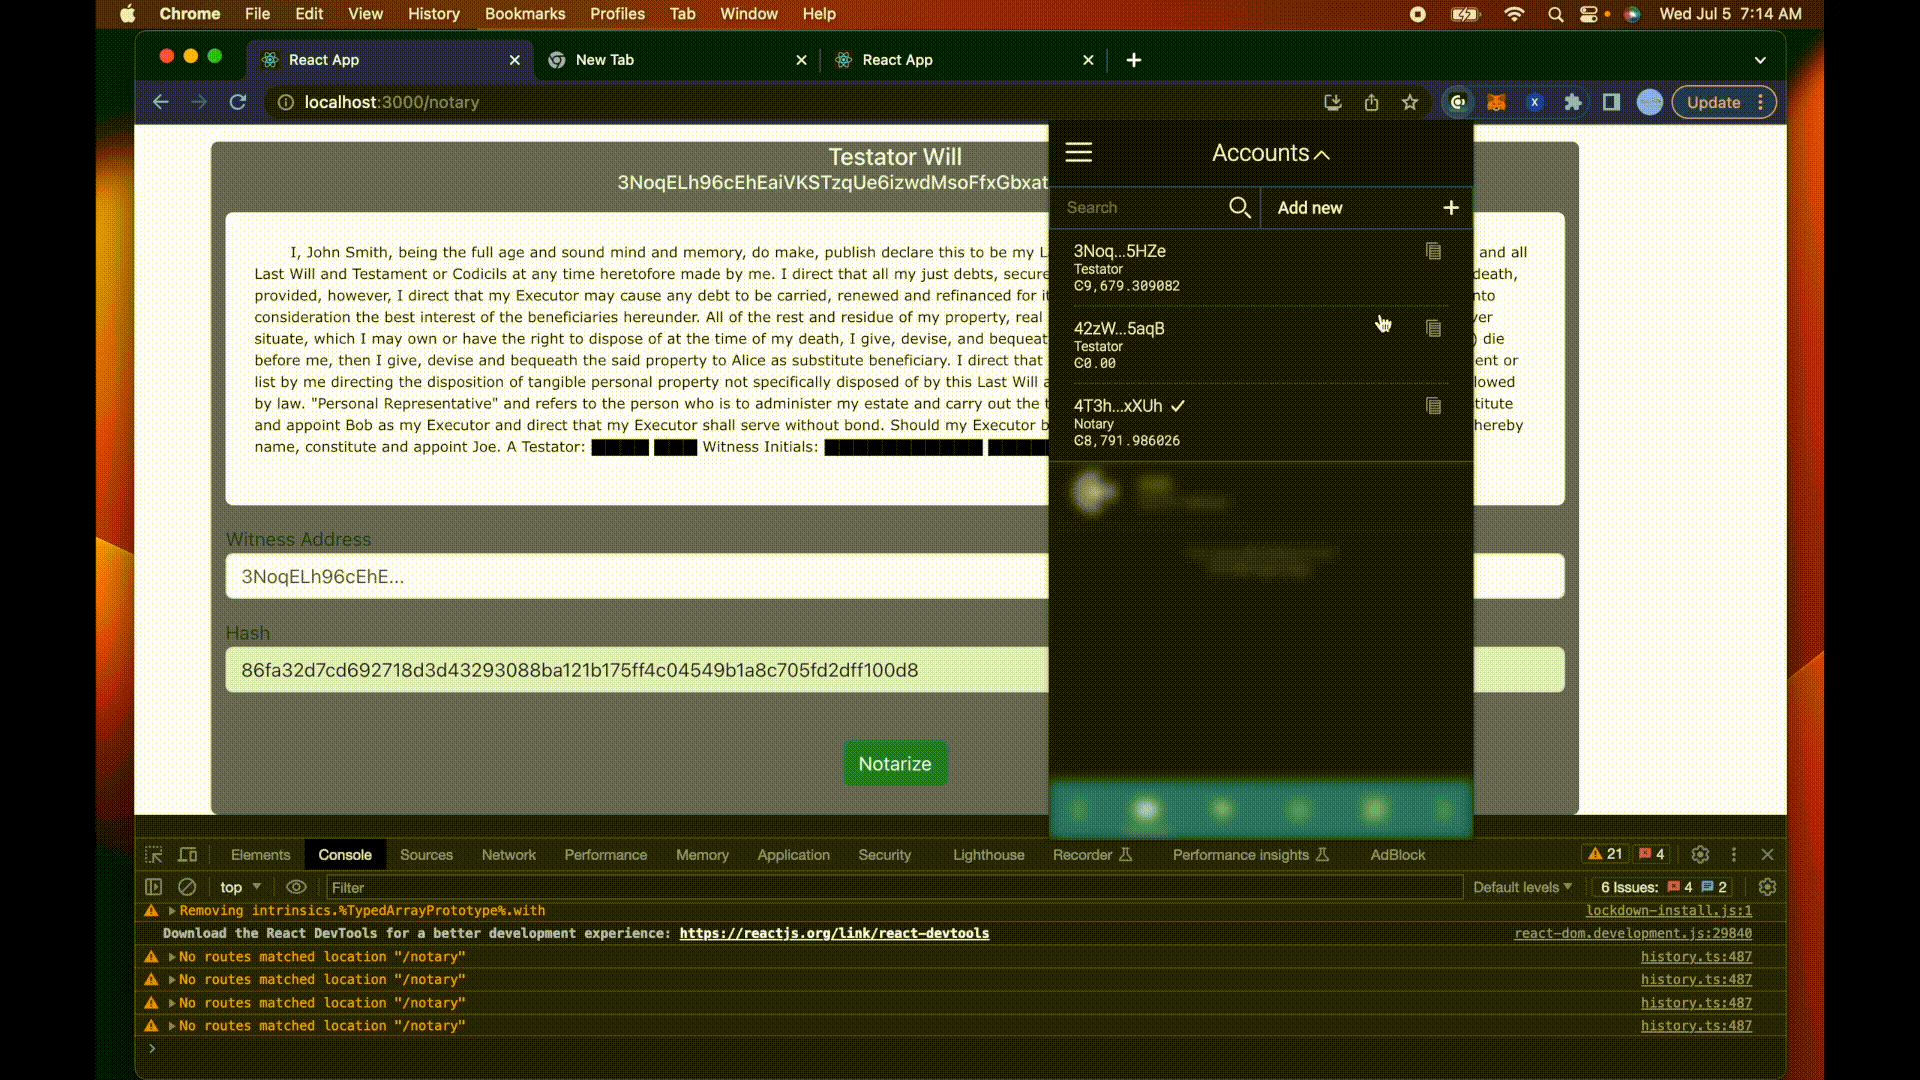 Chrome File Edit View History Bookmarks Profiles Tab Window Help Wed Jul 5 7:14 AM
React App New Tab React App
localhost:3000/notary Update
Testator Will
3NoqELh96cEhEaiVKSTzqUe6izwdMsoFfxGbxat
I, John Smith, being the full age and sound mind and memory, do make, publish declare this to be my L and all
Last Will and Testament or Codicils at any time heretofore made by me. I direct that all my just debts, secure death,
provided, however, I direct that my Executor may cause any debt to be carried, renewed and refinanced for it nto
consideration the best interest of the beneficiaries hereunder. All of the rest and residue of my property, real ver
situate, which I may own or have the right to dispose of at the time of my death, I give, devise, and bequeat ) die
before me, then I give, devise and bequeath the said property to Alice as substitute beneficiary. I direct that ent or
list by me directing the disposition of tangible personal property not specifically disposed of by this Last Will a lowed
by law. "Personal Representative" and refers to the person who is to administer my estate and carry out the t titute
and appoint Bob as my Executor and direct that my Executor shall serve without bond. Should my Executor b hereby
name, constitute and appoint Joe. A Testator: Witness Initials:
Witness Address
3NoqELh96cEhE...
Hash
86fa32d7cd692718d3d43293088ba121b175ff4c04549b1a8c705fd2dff100d8
Notarize
Accounts
Search Add new +
3Noq...5HZe
Testator
Ͼ9,679.309082
42zW...5aqB
Testator
Ͼ0.00
4T3h...xXUh
Notary
Ͼ8,791.986026
Elements Console Sources Network Performance Memory Application Security Lighthouse Recorder Performance insights AdBlock 21 4
top Filter Default levels 6 Issues: 4 2
Removing intrinsics.%TypedArrayPrototype%.with lockdown-install.js:1
Download the React DevTools for a better development experience: https://reactjs.org/link/react-devtools react-dom.development.js:29840
No routes matched location "/notary" history.ts:487
No routes matched location "/notary" history.ts:487
No routes matched location "/notary" history.ts:487
No routes matched location "/notary" history.ts:487